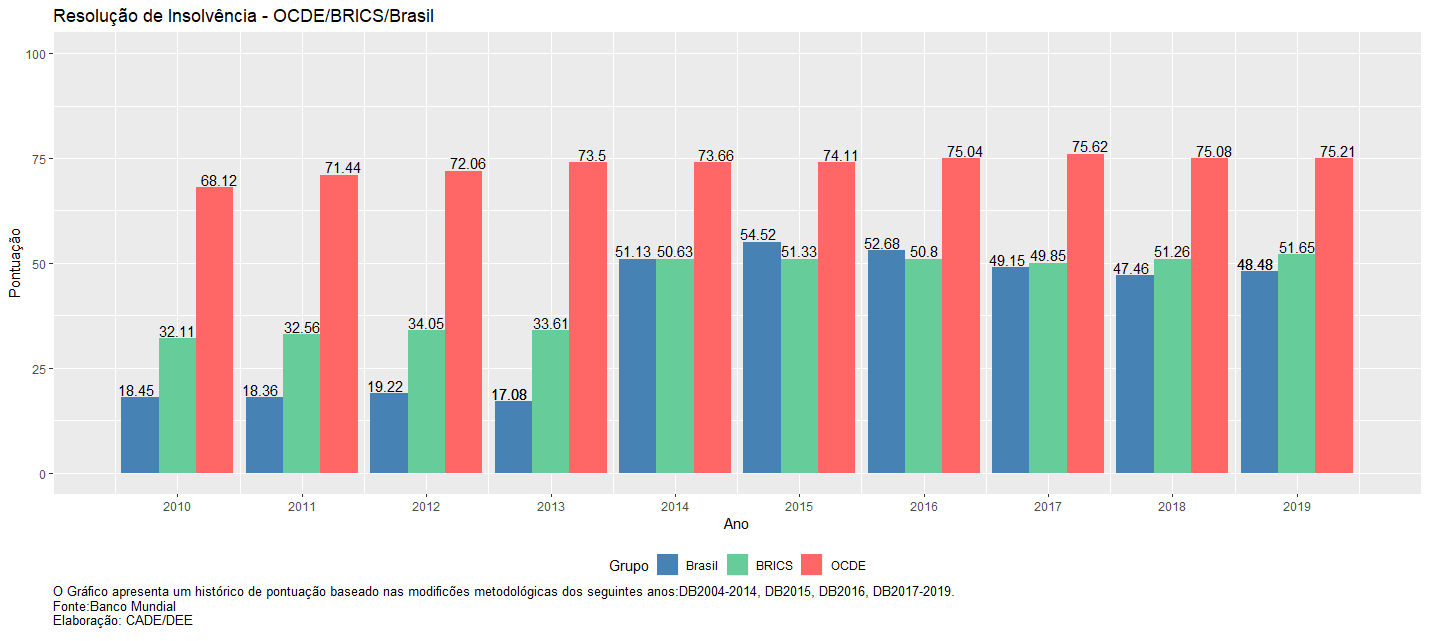 Resolução de Insolvência - OCDE/BRICS/Brasil
Pontuação
100
75
50
25
0
18.45 32.11 68.12
18.36 32.56 71.44
19.22 34.05 72.06
17.08 33.61 73.5
51.13 50.63 73.66
54.52 51.33 74.11
52.68 50.8 75.04
49.15 49.85 75.62
47.46 51.26 75.08
48.48 51.65 75.21
2010 2011 2012 2013 2014 2015 2016 2017 2018 2019
Ano
Grupo Brasil BRICS OCDE
O Gráfico apresenta um histórico de pontuação baseado nas modificões metodológicas dos seguintes anos:DB2004-2014, DB2015, DB2016, DB2017-2019.
Fonte:Banco Mundial
Elaboração: CADE/DEE